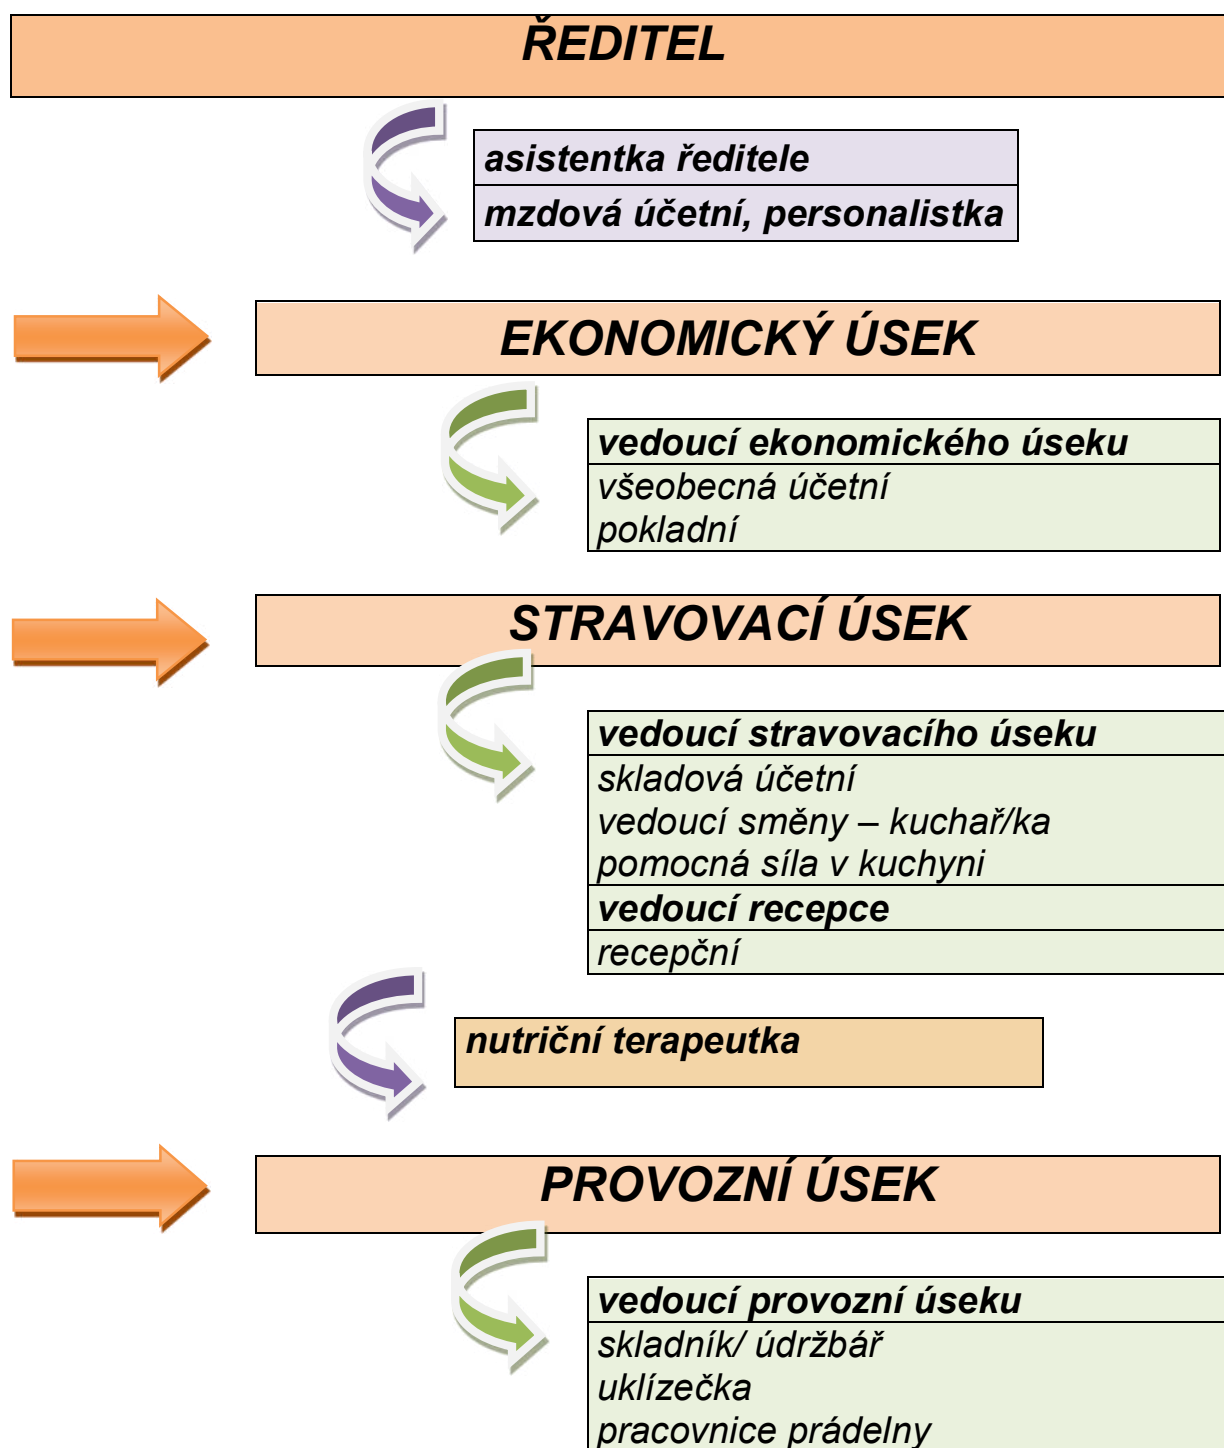 ŘEDITEL
asistentka ředitele
mzdová účetní, personalistka
EKONOMICKÝ ÚSEK
vedoucí ekonomického úseku
všeobecná účetní
pokladní
STRAVOVACÍ ÚSEK
vedoucí stravovacího úseku
skladová účetní
vedoucí směny – kuchař/ka
pomocná síla v kuchyni
vedoucí recepce
recepční
nutriční terapeutka
PROVOZNÍ ÚSEK
vedoucí provozní úseku
skladník/ údržbář
uklízečka
pracovnice prádelny